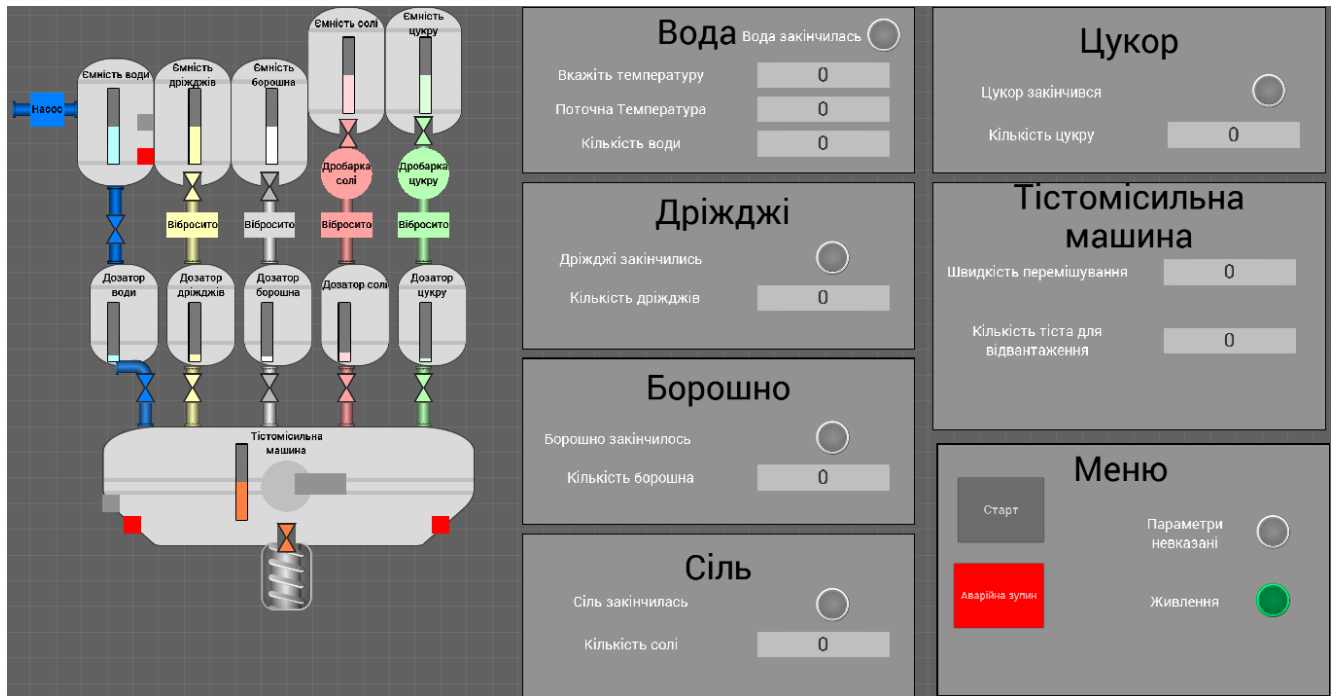 Ємність води
Ємність
дріжджів
Ємність
борошна
Ємність солі
Ємність
цукру
Насос
Дробарка
солі
Дробарка
цукру
Вібросито
Вібросито
Вібросито
Вібросито
Дозатор
води
Дозатор
дріжджів
Дозатор
борошна
Дозатор солі
Дозатор
цукру
Тістомісильна
машина
Вода
Вода закінчилась
Вкажіть температуру
0
Поточна Температура
0
Кількість води
0
Дріжджі
Дріжджі закінчились
Кількість дріжджів
0
Борошно
Борошно закінчилось
Кількість борошна
0
Сіль
Сіль закінчилась
Кількість солі
0
Цукор
Цукор закінчився
Кількість цукру
0
Тістомісильна
машина
Швидкість перемішування
0
Кількість тіста для
відвантаження
0
Меню
Старт
Параметри
невказані
Аварійна зупин
Живлення